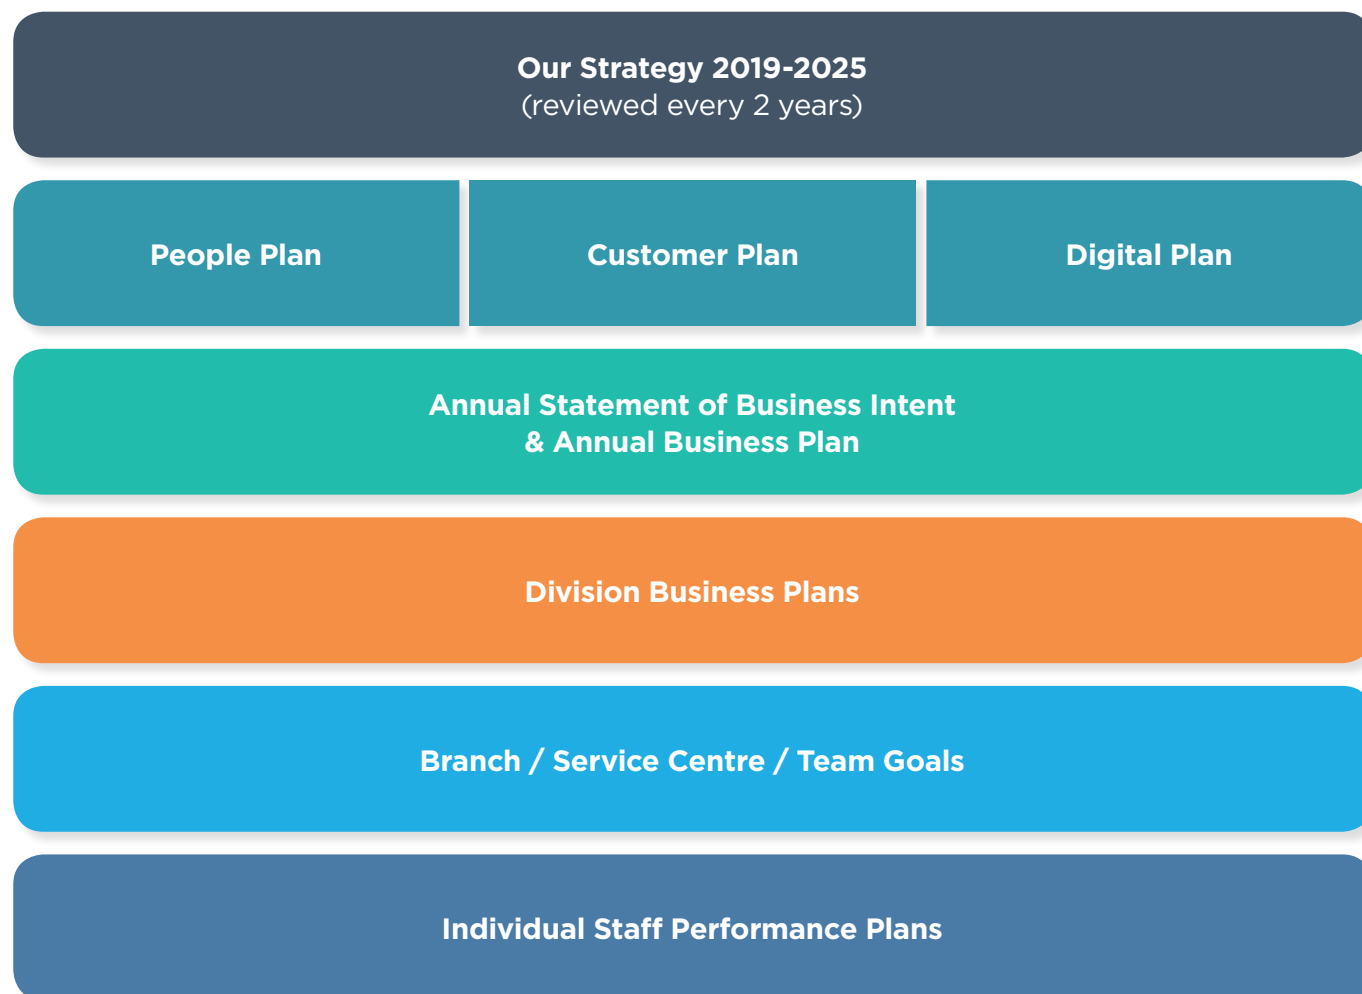 Our Strategy 2019-2025
(reviewed every 2 years)
People Plan
Customer Plan
Digital Plan
Annual Statement of Business Intent
& Annual Business Plan
Division Business Plans
Branch / Service Centre / Team Goals
Individual Staff Performance Plans